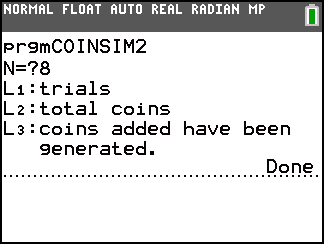 NORMAL FLOAT AUTO REAL RADIAN MP
prgmCOINSIM2
N=?8
L₁:trials
L₂:total coins
L₃:coins added have been
generated.
Done